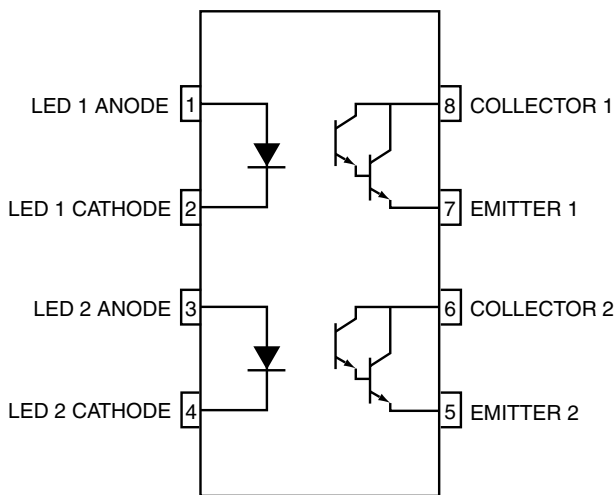 LED 1 ANODE 1 8 COLLECTOR 1
LED 1 CATHODE 2 7 EMITTER 1
LED 2 ANODE 3 6 COLLECTOR 2
LED 2 CATHODE 4 5 EMITTER 2